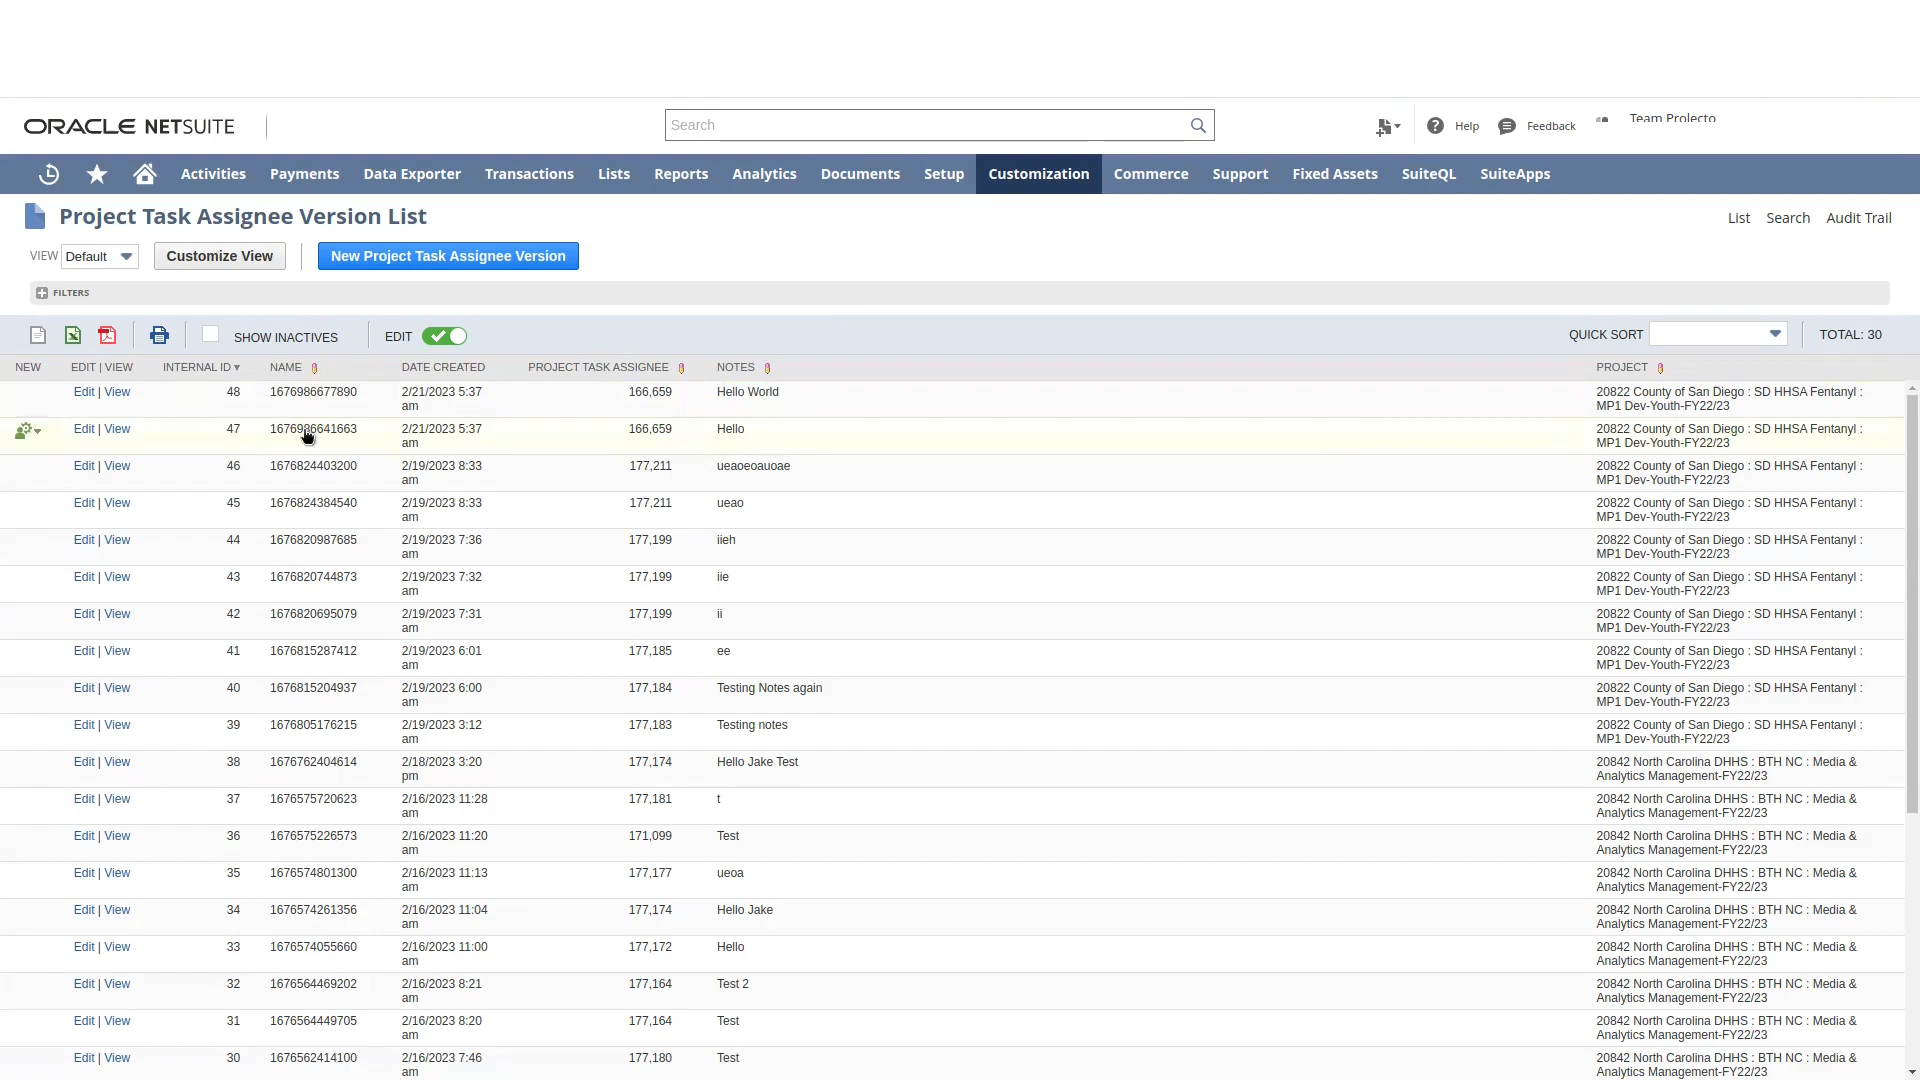 ORACLE NETSUITE
Search
Help
Feedback
Team Prolecto
Activities Payments Data Exporter Transactions Lists Reports Analytics Documents Setup Customization Commerce Support Fixed Assets SuiteQL SuiteApps
Project Task Assignee Version List
List Search Audit Trail
VIEW Default Customize View New Project Task Assignee Version
FILTERS
SHOW INACTIVES EDIT QUICK SORT TOTAL: 30
NEW EDIT | VIEW INTERNAL ID NAME DATE CREATED PROJECT TASK ASSIGNEE NOTES PROJECT
Edit | View 48 1676986677890 2/21/2023 5:37 166,659 Hello World 20822 County of San Diego : SD HHSA Fentanyl :
am MP1 Dev-Youth-FY22/23
Edit | View 47 1676986641663 2/21/2023 5:37 166,659 Hello 20822 County of San Diego : SD HHSA Fentanyl :
am MP1 Dev-Youth-FY22/23
Edit | View 46 1676824403200 2/19/2023 8:33 177,211 ueaoeoauoae 20822 County of San Diego : SD HHSA Fentanyl :
am MP1 Dev-Youth-FY22/23
Edit | View 45 1676824384540 2/19/2023 8:33 177,211 ueao 20822 County of San Diego : SD HHSA Fentanyl :
am MP1 Dev-Youth-FY22/23
Edit | View 44 1676820987685 2/19/2023 7:36 177,199 iieh 20822 County of San Diego : SD HHSA Fentanyl :
am MP1 Dev-Youth-FY22/23
Edit | View 43 1676820744873 2/19/2023 7:32 177,199 iie 20822 County of San Diego : SD HHSA Fentanyl :
am MP1 Dev-Youth-FY22/23
Edit | View 42 1676820695079 2/19/2023 7:31 177,199 ii 20822 County of San Diego : SD HHSA Fentanyl :
am MP1 Dev-Youth-FY22/23
Edit | View 41 1676815287412 2/19/2023 6:01 177,185 ee 20822 County of San Diego : SD HHSA Fentanyl :
am MP1 Dev-Youth-FY22/23
Edit | View 40 1676815204937 2/19/2023 6:00 177,184 Testing Notes again 20822 County of San Diego : SD HHSA Fentanyl :
am MP1 Dev-Youth-FY22/23
Edit | View 39 1676805176215 2/19/2023 3:12 177,183 Testing notes 20822 County of San Diego : SD HHSA Fentanyl :
am MP1 Dev-Youth-FY22/23
Edit | View 38 1676762404614 2/18/2023 3:20 177,174 Hello Jake Test 20842 North Carolina DHHS : BTH NC : Media &
pm Analytics Management-FY22/23
Edit | View 37 1676575720623 2/16/2023 11:28 177,181 t 20842 North Carolina DHHS : BTH NC : Media &
am Analytics Management-FY22/23
Edit | View 36 1676575226573 2/16/2023 11:20 171,099 Test 20842 North Carolina DHHS : BTH NC : Media &
am Analytics Management-FY22/23
Edit | View 35 1676574801300 2/16/2023 11:13 177,177 ueoa 20842 North Carolina DHHS : BTH NC : Media &
am Analytics Management-FY22/23
Edit | View 34 1676574261356 2/16/2023 11:04 177,174 Hello Jake 20842 North Carolina DHHS : BTH NC : Media &
am Analytics Management-FY22/23
Edit | View 33 1676574055660 2/16/2023 11:00 177,172 Hello 20842 North Carolina DHHS : BTH NC : Media &
am Analytics Management-FY22/23
Edit | View 32 1676564469202 2/16/2023 8:21 177,164 Test 2 20842 North Carolina DHHS : BTH NC : Media &
am Analytics Management-FY22/23
Edit | View 31 1676564449705 2/16/2023 8:20 177,164 Test 20842 North Carolina DHHS : BTH NC : Media &
am Analytics Management-FY22/23
Edit | View 30 1676562414100 2/16/2023 7:46 177,180 Test 20842 North Carolina DHHS : BTH NC : Media &
am Analytics Management-FY22/23